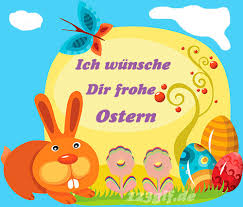 Ich wünsche
Dir frohe
Ostern
123gif.de